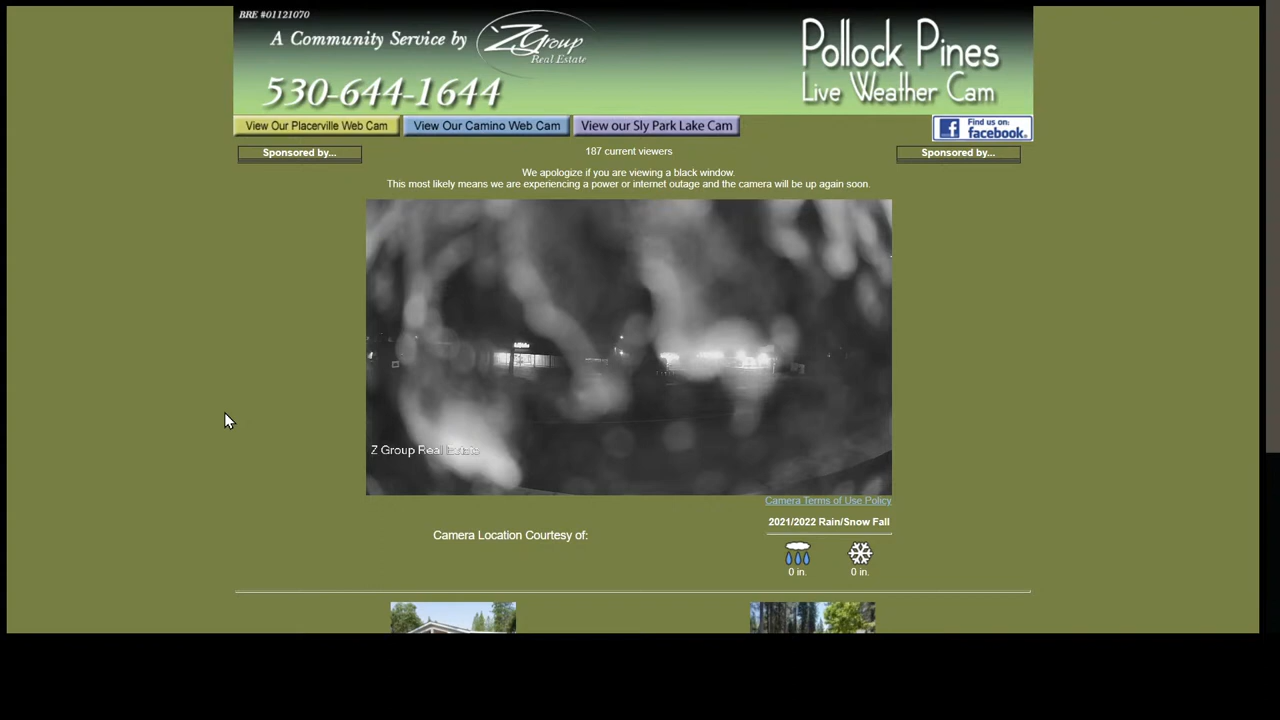 BRE #01121070
A Community Service by
ZGroup
Real Estate
530-644-1644
Pollock Pines
Live Weather Cam
View Our Placerville Web Cam
View Our Camino Web Cam
View our Sly Park Lake Cam
Find us on:
facebook.
Sponsored by...
187 current viewers
Sponsored by...
We apologize if you are viewing a black window.
This most likely means we are experiencing a power or internet outage and the camera will be up again soon.
Z Group Real Estate
Camera Terms of Use Policy
2021/2022 Rain/Snow Fall
Camera Location Courtesy of:
0 in.
0 in.